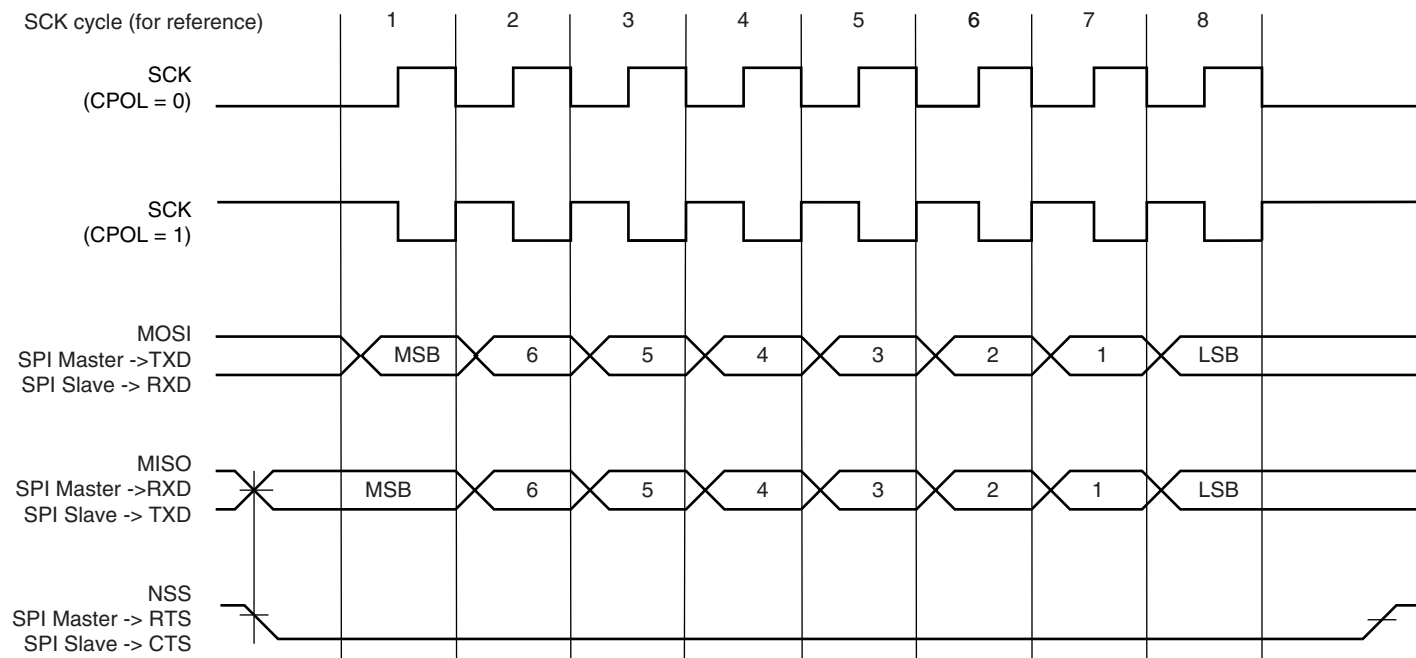 SCK cycle (for reference) 1 2 3 4 5 6 7 8
SCK
(CPOL = 0)
SCK
(CPOL = 1)
MOSI
SPI Master ->TXD
SPI Slave -> RXD
MSB 6 5 4 3 2 1 LSB
MISO
SPI Master ->RXD
SPI Slave -> TXD
MSB 6 5 4 3 2 1 LSB
NSS
SPI Master -> RTS
SPI Slave -> CTS